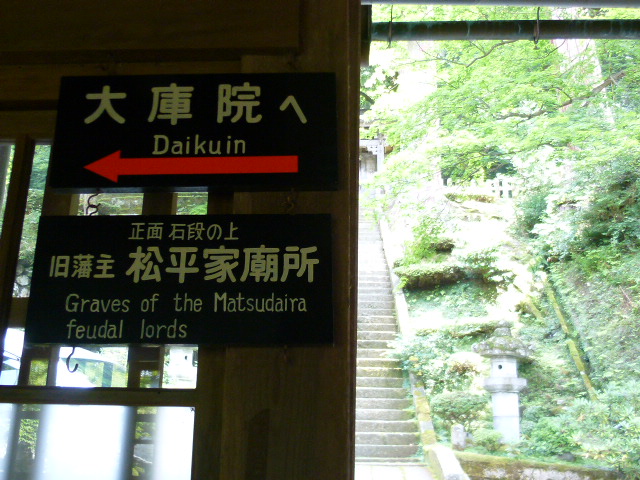 大庫院へ
Daikuin
正面石段の上
旧藩主 松平家廟所
Graves of the Matsudaira
feudal lords